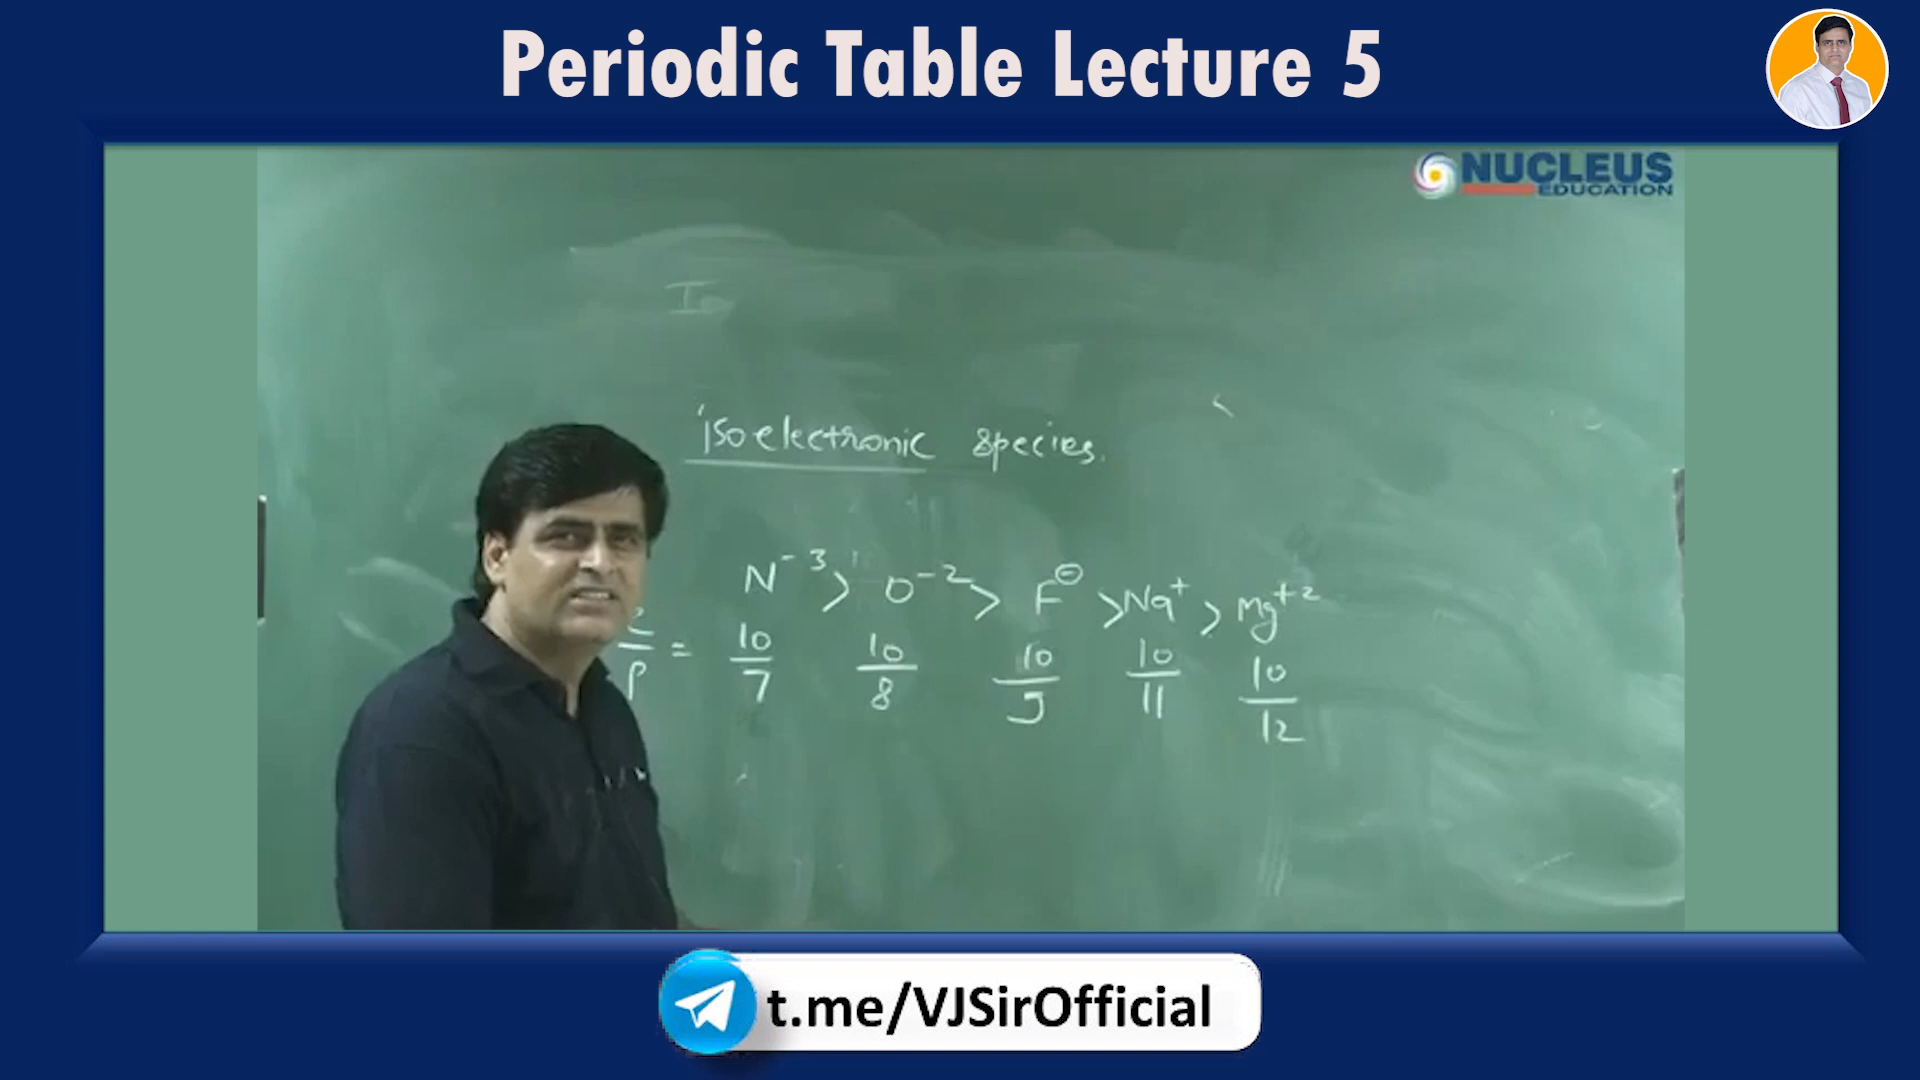 Periodic Table Lecture 5
NUCLEUS
EDUCATION
I
isoelectronic species.
N⁻³ > O⁻² > F⊖ > Na⁺ > Mg⁺²
e/p = 10/7 10/8 10/9 10/11 10/12
t.me/VJSirOfficial